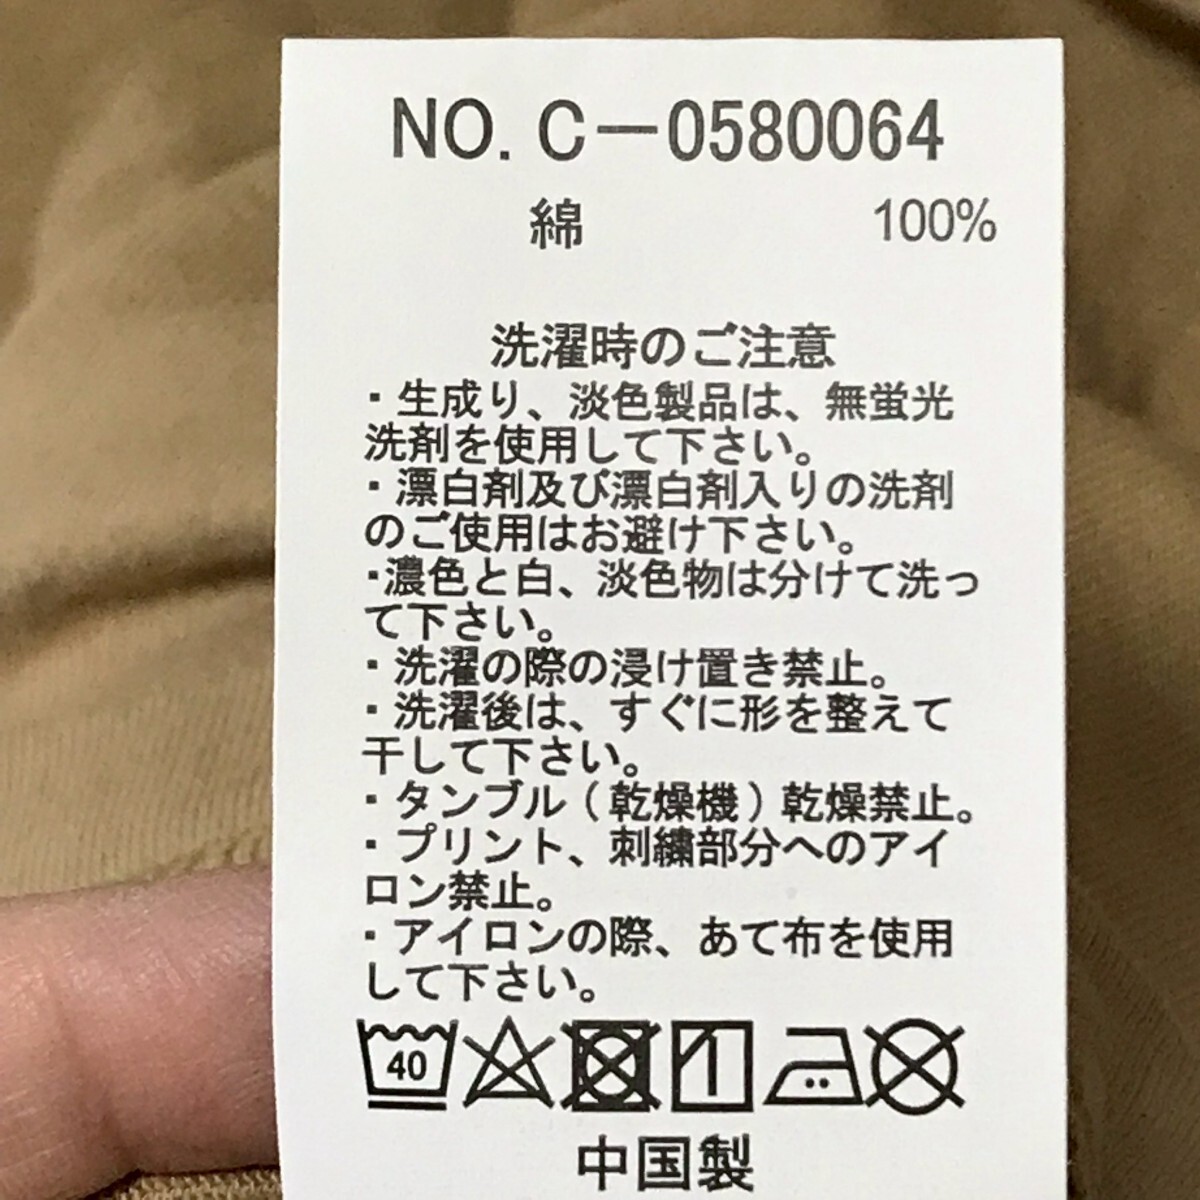 NO. C－0580064
綿 100%
洗濯時のご注意
・生成り、淡色製品は、無蛍光
洗剤を使用して下さい。
・漂白剤及び漂白剤入りの洗剤
のご使用はお避け下さい。
・濃色と白、淡色物は分けて洗っ
て下さい。
・洗濯の際の浸け置き禁止。
・洗濯後は、すぐに形を整えて
干して下さい。
・タンブル(乾燥機)乾燥禁止。
・プリント、刺繍部分へのアイ
ロン禁止。
・アイロンの際、あて布を使用
して下さい。
40
中国製